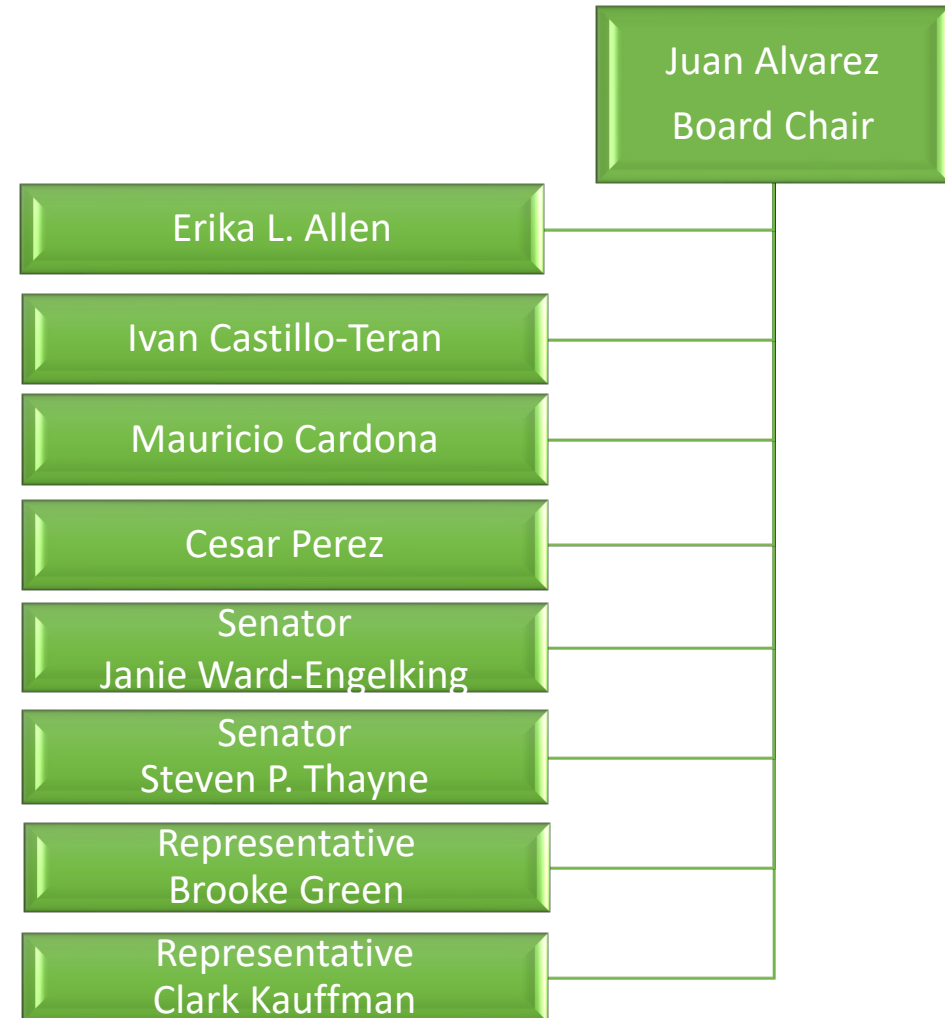 Juan Alvarez
Board Chair
Erika L. Allen
Ivan Castillo-Teran
Mauricio Cardona
Cesar Perez
Senator
Janie Ward-Engelking
Senator
Steven P. Thayne
Representative
Brooke Green
Representative
Clark Kauffman